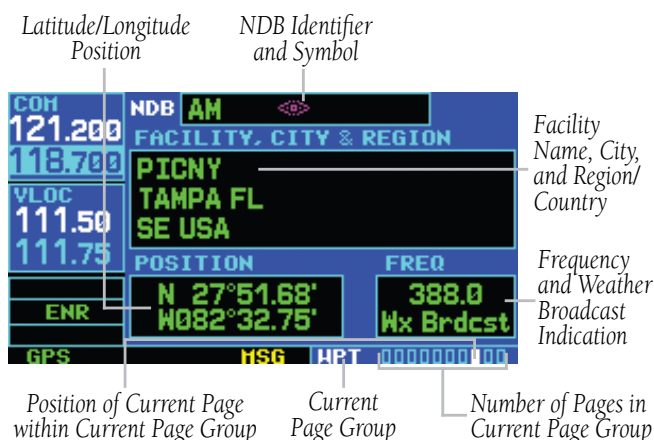 Latitude/Longitude
Position
NDB Identifier
and Symbol
COM
121.200
118.700
VLOC
111.50
111.75
ENR
GPS
NDB AM
FACILITY, CITY & REGION
PICNY
TAMPA FL
SE USA
POSITION
N 27°51.68'
W082°32.75'
FREQ
388.0
Wx Brdcst
MSG WPT
Facility
Name, City,
and Region/
Country
Frequency
and Weather
Broadcast
Indication
Position of Current Page
within Current Page Group
Current
Page Group
Number of Pages in
Current Page Group